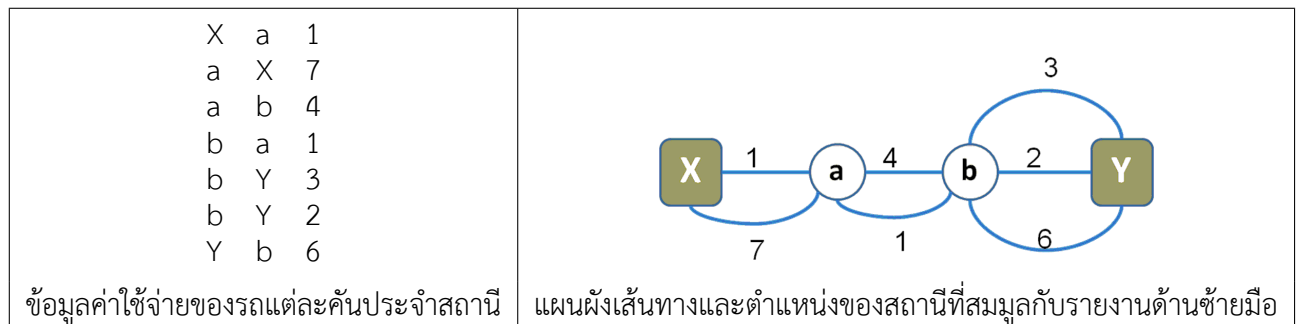 X a 1
a X 7
a b 4
b a 1
b Y 3
b Y 2
Y b 6
ข้อมูลค่าใช้จ่ายของรถแต่ละคันประจำสถานี
3
X 1 a 4 b 2 Y
7 1 6
แผนผังเส้นทางและตำแหน่งของสถานีที่สมมูลกับรายงานด้านซ้ายมือ